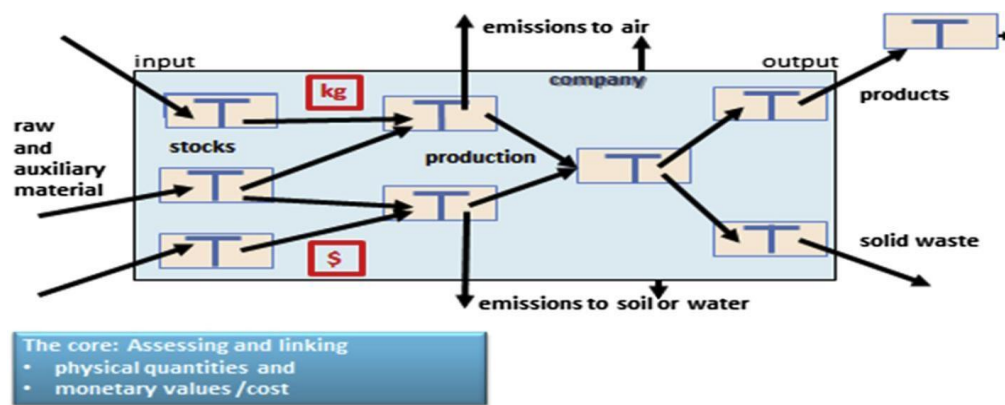 emissions to air
input
output
company
kg
products
raw
and
auxiliary
material
stocks
production
$
solid waste
emissions to soil or water
The core: Assessing and linking
• physical quantities and
• monetary values /cost